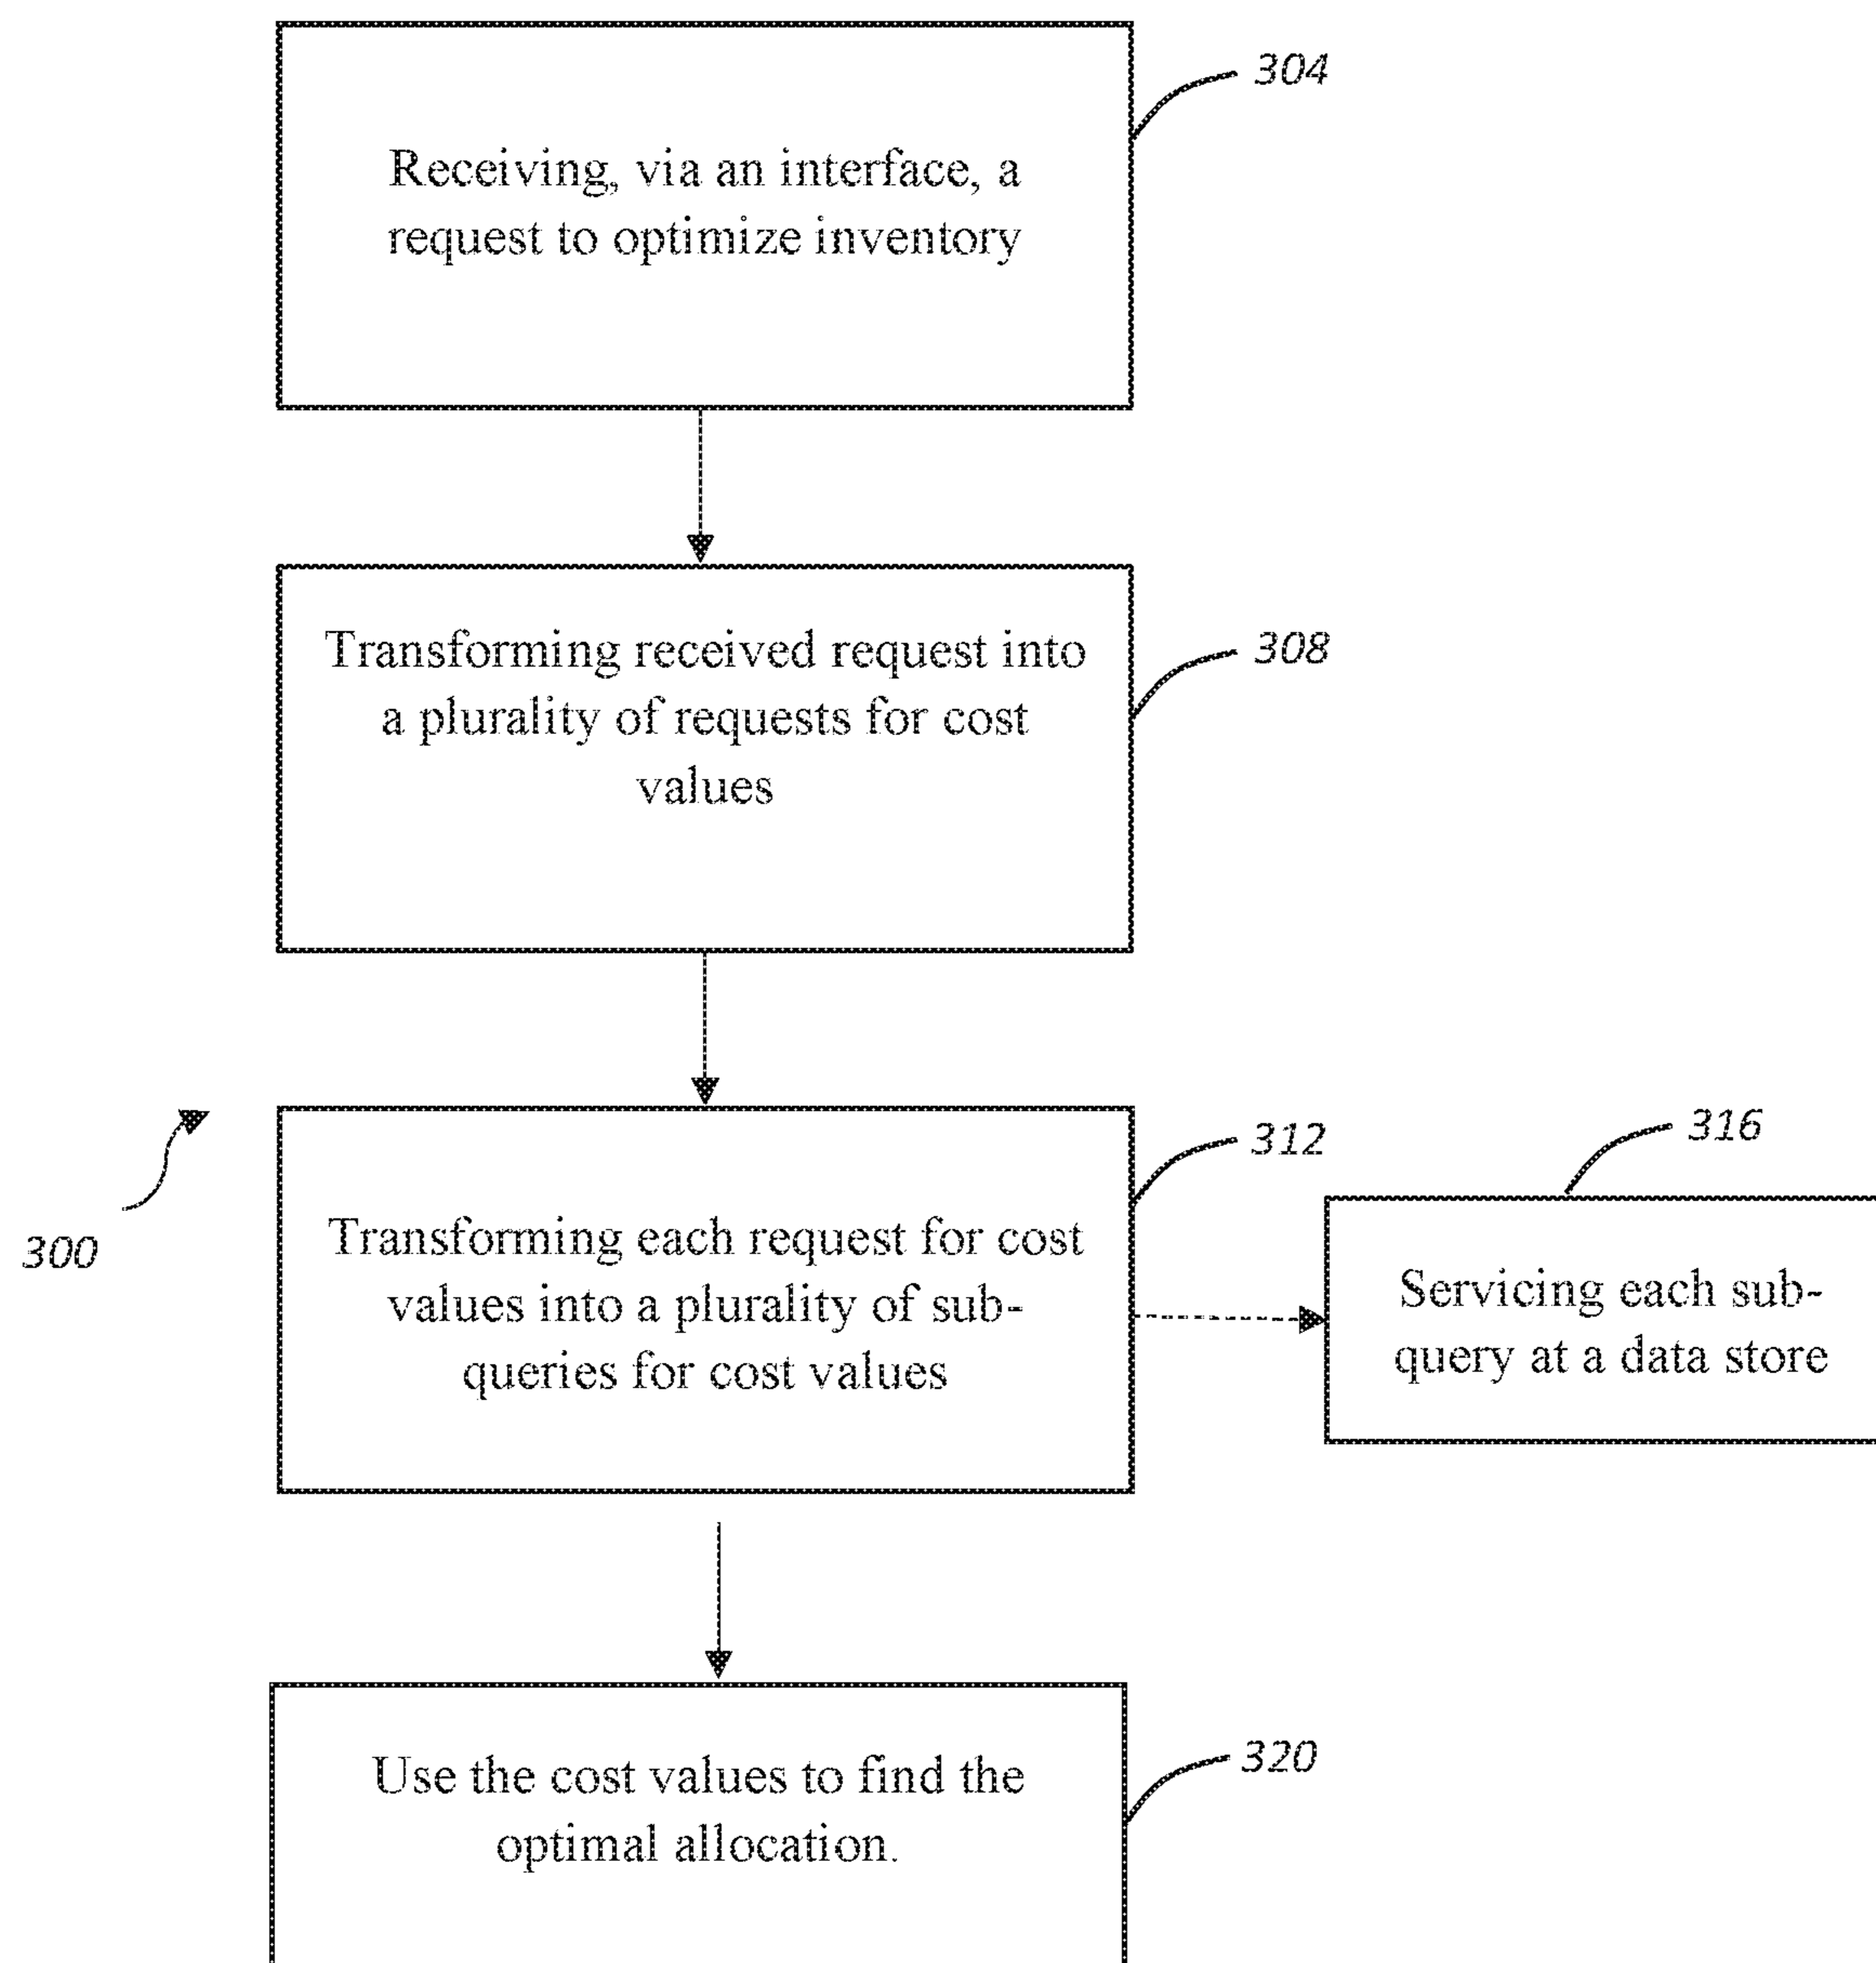 304
Receiving, via an interface, a
request to optimize inventory
Transforming received request into
a plurality of requests for cost
values
308
300
312
Transforming each request for cost
values into a plurality of sub-
queries for cost values
316
Servicing each sub-
query at a data store
Use the cost values to find the
optimal allocation.
320